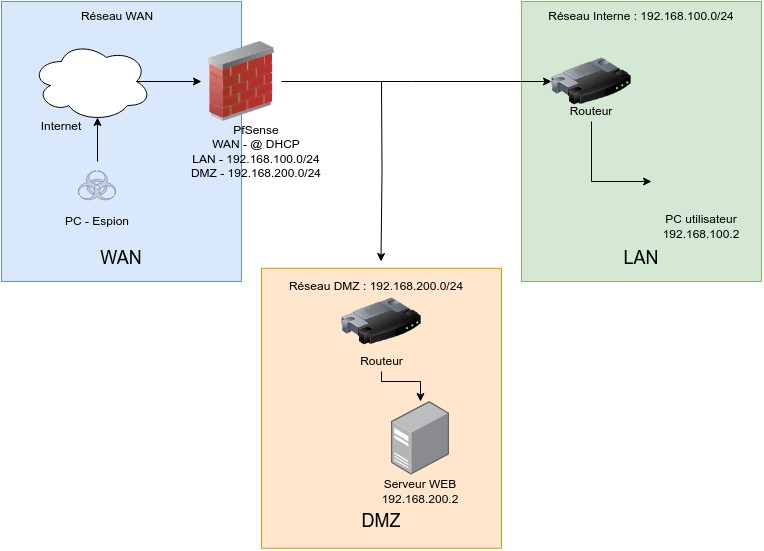 Réseau WAN
Internet
PC - Espion
WAN
PfSense
WAN - @ DHCP
LAN - 192.168.100.0/24
DMZ - 192.168.200.0/24
Réseau Interne : 192.168.100.0/24
Routeur
PC utilisateur
192.168.100.2
LAN
Réseau DMZ : 192.168.200.0/24
Routeur
Serveur WEB
192.168.200.2
DMZ